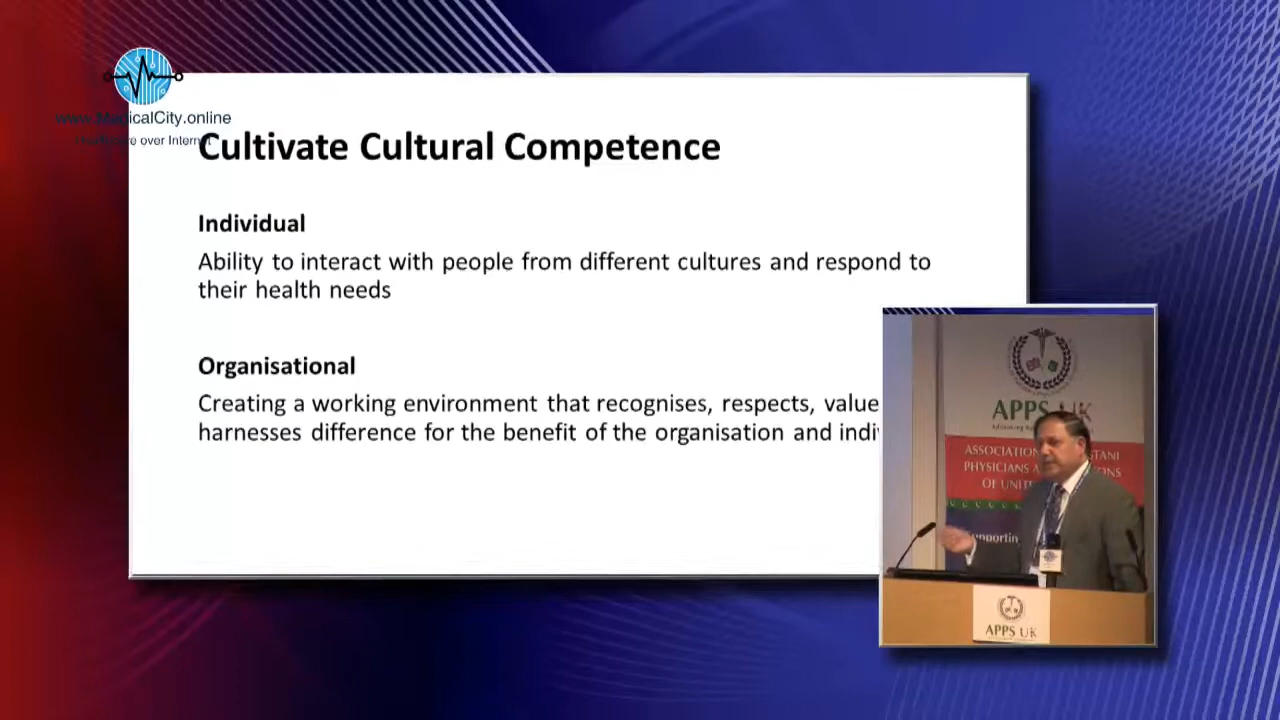 www.MedicalCity.online
Healthcare over Internet
Cultivate Cultural Competence
Individual
Ability to interact with people from different cultures and respond to
their health needs
Organisational
Creating a working environment that recognises, respects, value
harnesses difference for the benefit of the organisation and indi
APPS UK
ASSOCIATION
PHYSICIANS
OF UNIT
APPS UK